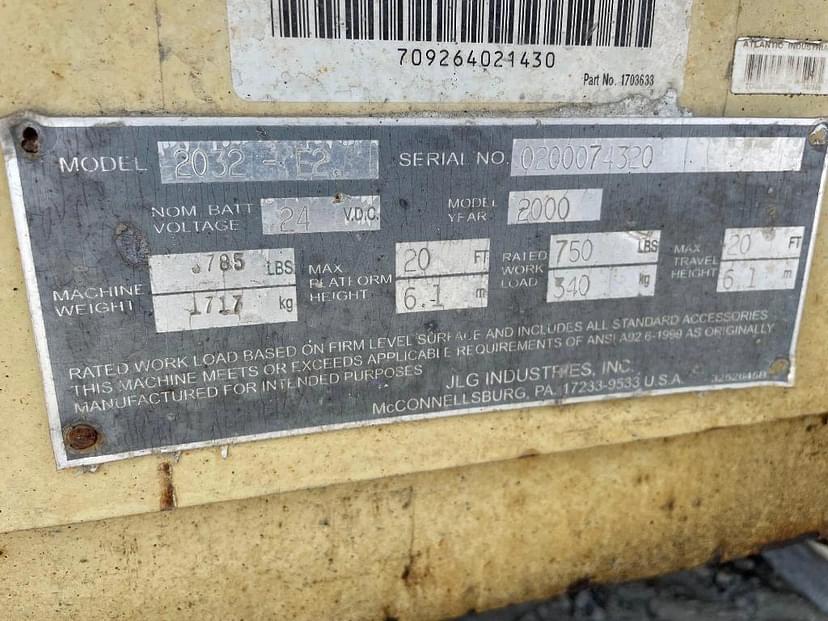 709264021430
Part No. 1703633
ATLANTIC INDUSTRI
MODEL 2032 - E2. SERIAL NO. 0200074320
NOM. BATT VOLTAGE 24 V.D.C. MODEL YEAR 2000
MACHINE WEIGHT 785 LBS 1717 kg
MAX PLATFORM HEIGHT 20 FT 6.1 m
RATED WORK LOAD 750 LBS 340 kg
MAX TRAVEL HEIGHT 20 FT 6.1 m
RATED WORK LOAD BASED ON FIRM LEVEL SURFACE AND INCLUDES ALL STANDARD ACCESSORIES
THIS MACHINE MEETS OR EXCEEDS APPLICABLE REQUIREMENTS OF ANSI A92.6-1999 AS ORIGINALLY
MANUFACTURED FOR INTENDED PURPOSES
JLG INDUSTRIES, INC.
McCONNELLSBURG, PA. 17233-9533 U.S.A.